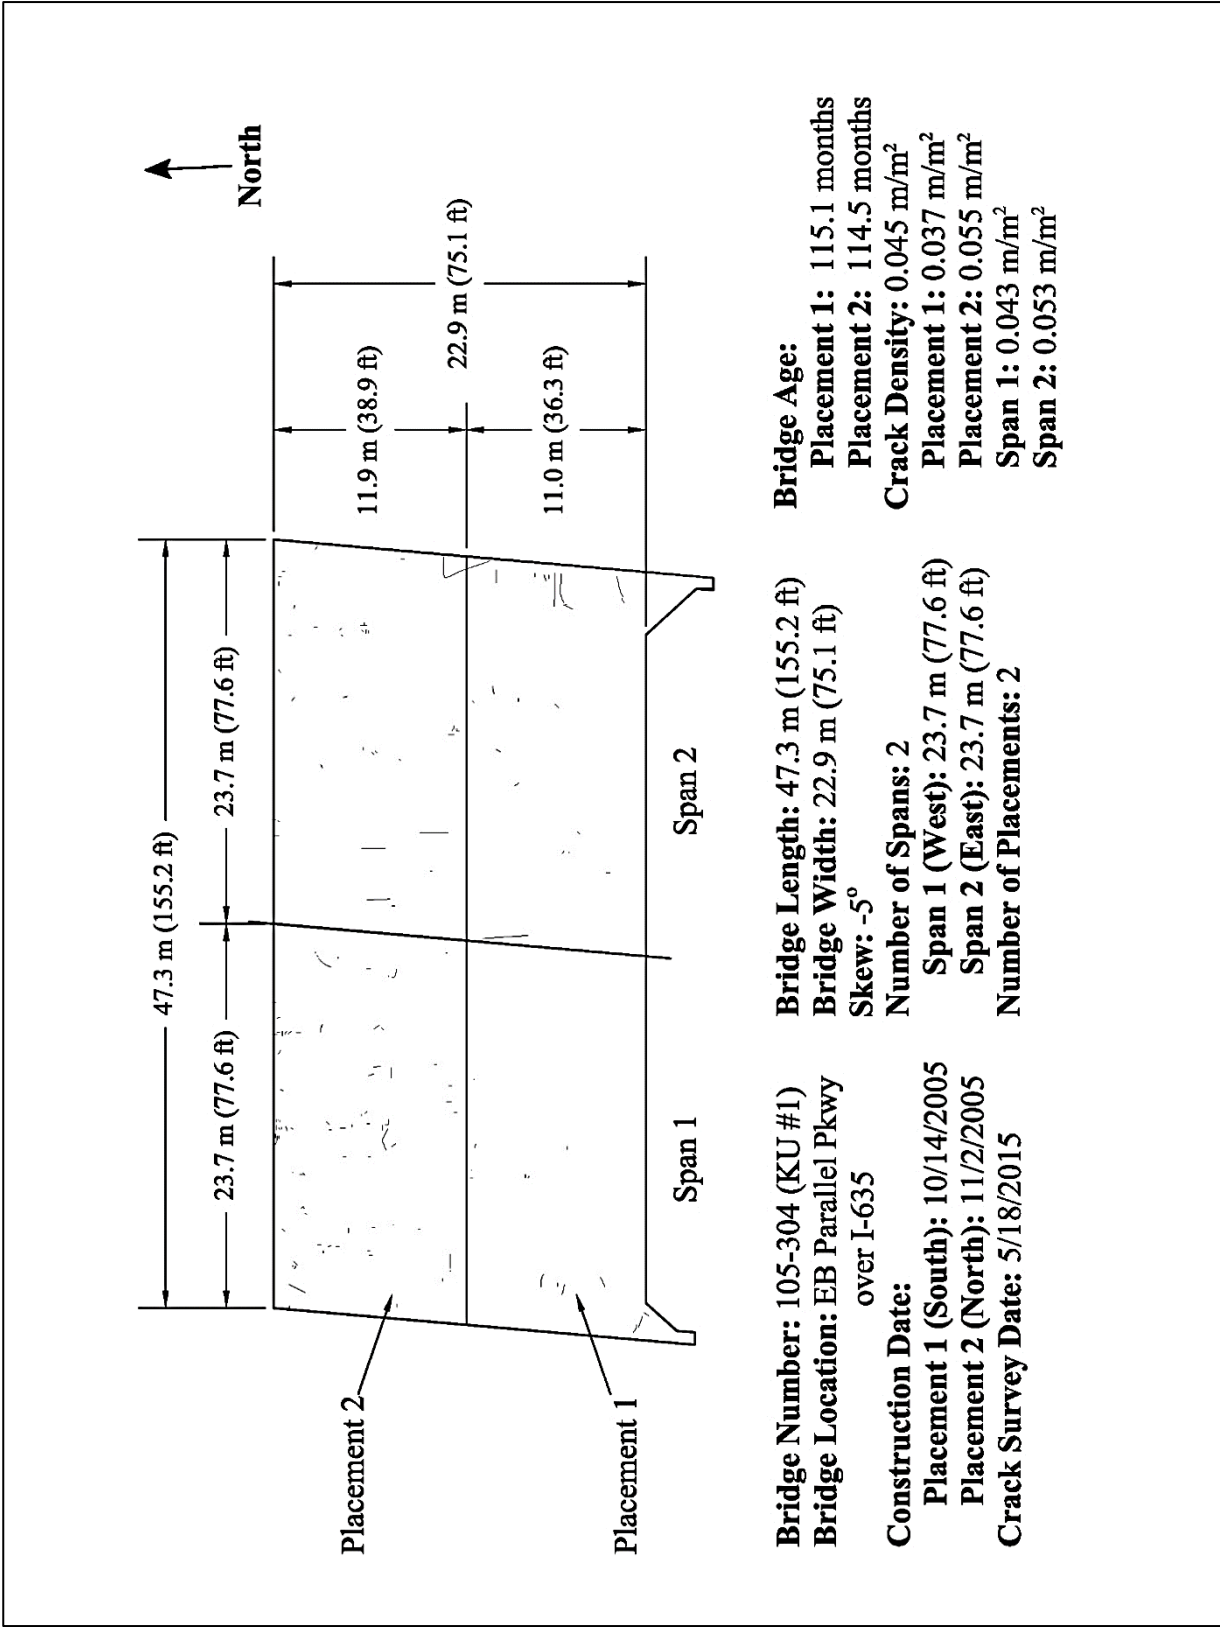 North
47.3 m (155.2 ft)
23.7 m (77.6 ft)
23.7 m (77.6 ft)
11.9 m (38.9 ft)
22.9 m (75.1 ft)
11.0 m (36.3 ft)
Placement 2
Placement 1
Span 1
Span 2
Bridge Number: 105-304 (KU #1)
Bridge Location: EB Parallel Pkwy
over I-635
Construction Date:
Placement 1 (South): 10/14/2005
Placement 2 (North): 11/2/2005
Crack Survey Date: 5/18/2015
Bridge Length: 47.3 m (155.2 ft)
Bridge Width: 22.9 m (75.1 ft)
Skew: -5º
Number of Spans: 2
Span 1 (West): 23.7 m (77.6 ft)
Span 2 (East): 23.7 m (77.6 ft)
Number of Placements: 2
Bridge Age:
Placement 1: 115.1 months
Placement 2: 114.5 months
Crack Density: 0.045 m/m²
Placement 1: 0.037 m/m²
Placement 2: 0.055 m/m²
Span 1: 0.043 m/m²
Span 2: 0.053 m/m²